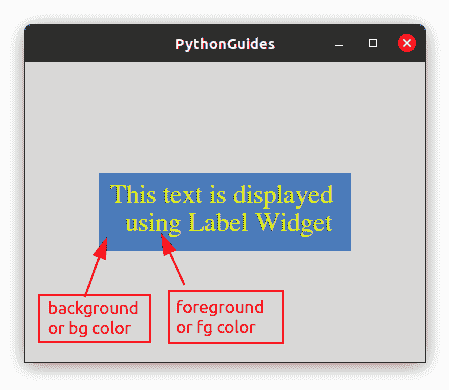 PythonGuides
This text is displayed
using Label Widget
background
or bg color
foreground
or fg color